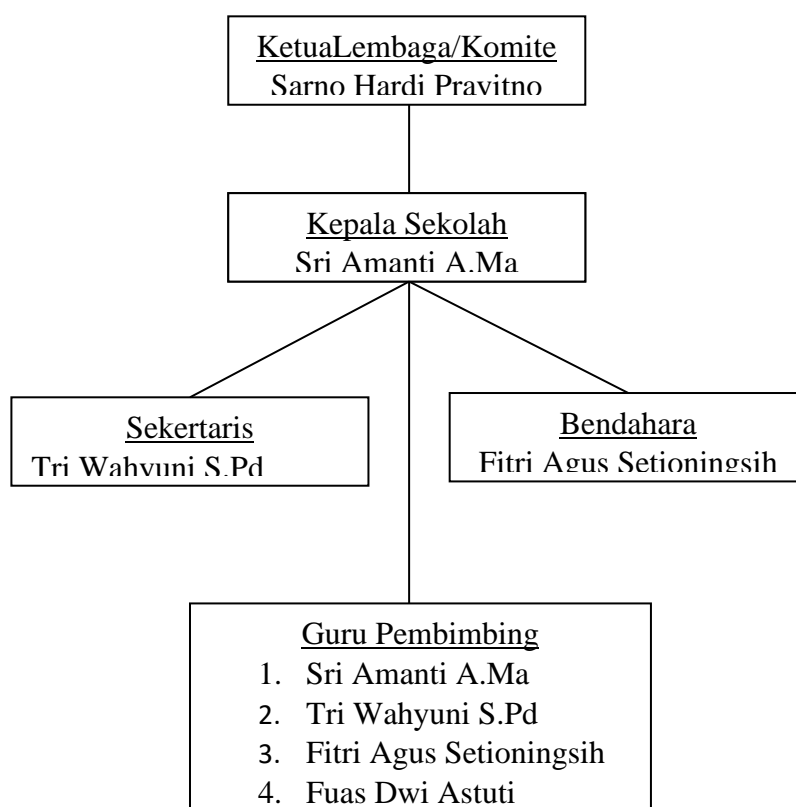 KetuaLembaga/Komite
Sarno Hardi Prayitno
Kepala Sekolah
Sri Amanti A.Ma
Sekertaris
Tri Wahyuni S.Pd
Bendahara
Fitri Agus Setioningsih
Guru Pembimbing
1. Sri Amanti A.Ma
2. Tri Wahyuni S.Pd
3. Fitri Agus Setioningsih
4. Fuas Dwi Astuti